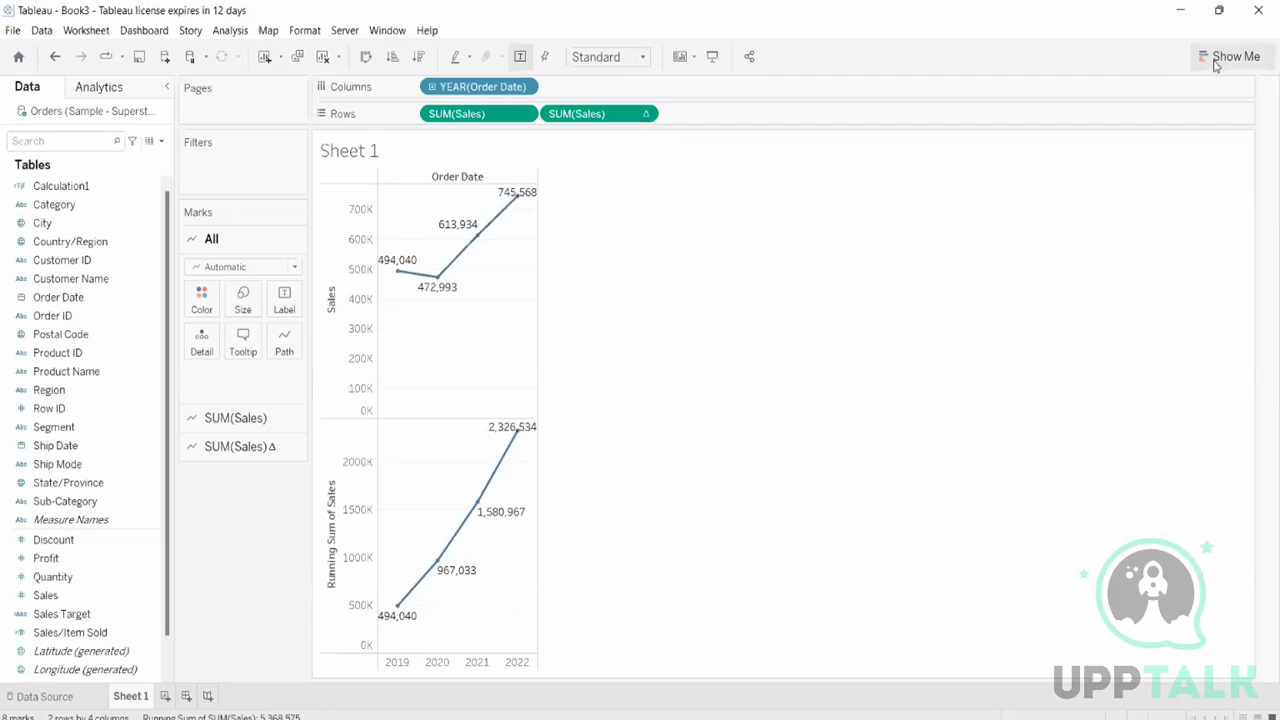 Tableau - Book3 - Tableau license expires in 12 days
File Data Worksheet Dashboard Story Analysis Map Format Server Window Help
Standard
Show Me
Data Analytics
Orders (Sample - Superst...
Search
Tables
Calculation1
Category
City
Country/Region
Customer ID
Customer Name
Order Date
Order ID
Postal Code
Product ID
Product Name
Region
Row ID
Segment
Ship Date
Ship Mode
State/Province
Sub-Category
Measure Names
Discount
Profit
Quantity
Sales
Sales Target
Sales/Item Sold
Latitude (generated)
Longitude (generated)
Pages
Filters
Marks
All
Automatic
Color Size Label
Detail Tooltip Path
SUM(Sales)
SUM(Sales) Δ
Columns YEAR(Order Date)
Rows SUM(Sales) SUM(Sales) Δ
Sheet 1
Order Date
Sales
700K
600K
500K
400K
300K
200K
100K
0K
745,568
613,934
494,040
472,993
Running Sum of Sales
2000K
1500K
1000K
500K
0K
2,326,534
1,580,967
967,033
494,040
2019 2020 2021 2022
UPPTALK
Data Source Sheet 1
8 marks 2 rows by 4 columns Running Sum of SUM(Sales): 5,368,575